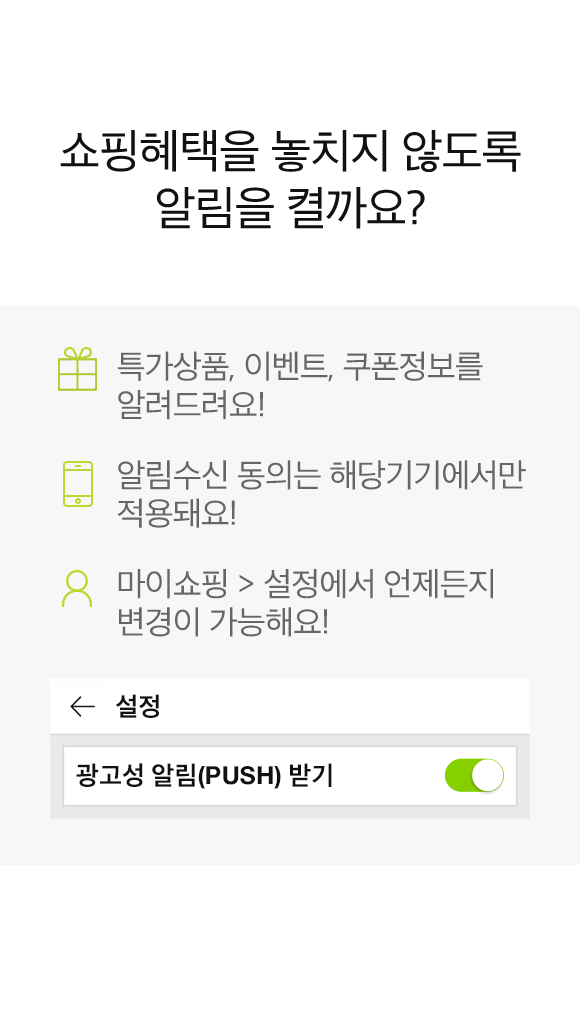 쇼핑혜택을 놓치지 않도록
알림을 켤까요?
특가상품, 이벤트, 쿠폰정보를
알려드려요!
알림수신 동의는 해당기기에서만
적용돼요!
마이쇼핑 > 설정에서 언제든지
변경이 가능해요!
설정
광고성 알림(PUSH) 받기